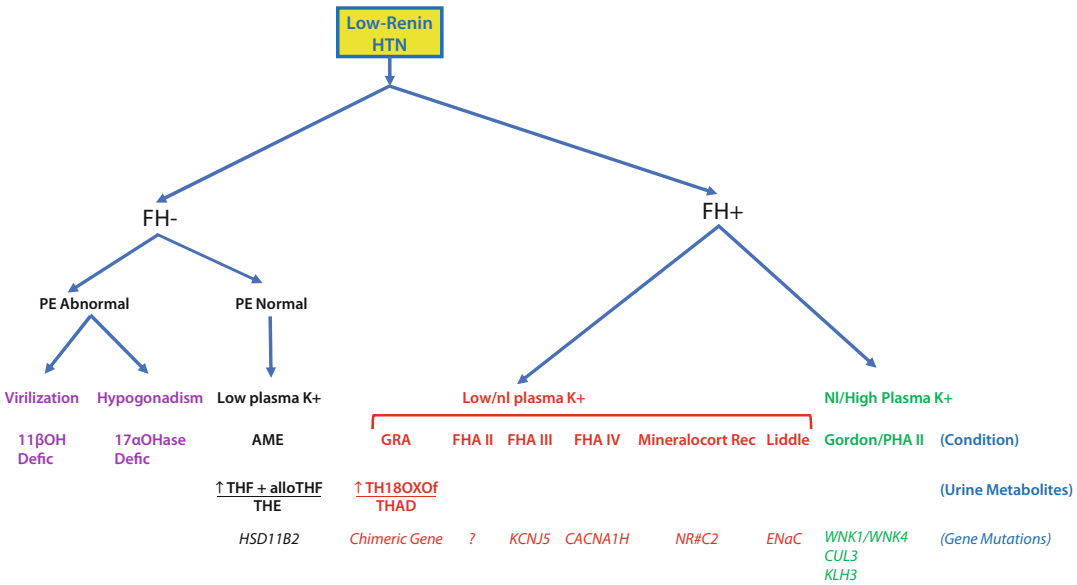 Low-Renin
HTN
FH-
FH+
PE Abnormal
PE Normal
Virilization
Hypogonadism
Low plasma K+
Low/nl plasma K+
Nl/High Plasma K+
11βOH
Defic
17αOHase
Defic
AME
GRA
FHA II
FHA III
FHA IV
Mineralocort Rec
Liddle
Gordon/PHA II
(Condition)
↑ THF + alloTHF
THE
↑ TH18OXOf
THAD
(Urine Metabolites)
HSD11B2
Chimeric Gene
?
KCNJ5
CACNA1H
NR#C2
ENaC
WNK1/WNK4
CUL3
KLH3
(Gene Mutations)